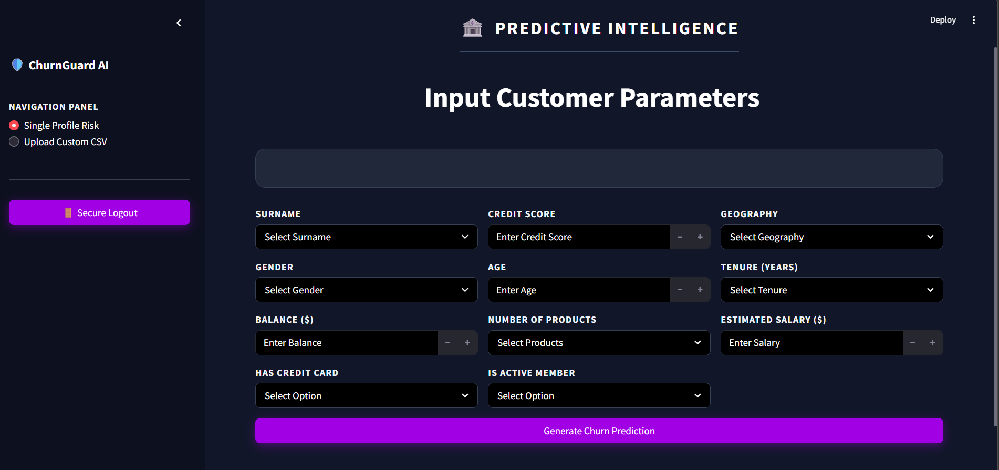 ChurnGuard AI
NAVIGATION PANEL
Single Profile Risk
Upload Custom CSV
Secure Logout
Deploy
PREDICTIVE INTELLIGENCE
Input Customer Parameters
SURNAME
Select Surname
CREDIT SCORE
Enter Credit Score
GEOGRAPHY
Select Geography
GENDER
Select Gender
AGE
Enter Age
TENURE (YEARS)
Select Tenure
BALANCE ($)
Enter Balance
NUMBER OF PRODUCTS
Select Products
ESTIMATED SALARY ($)
Enter Salary
HAS CREDIT CARD
Select Option
IS ACTIVE MEMBER
Select Option
Generate Churn Prediction